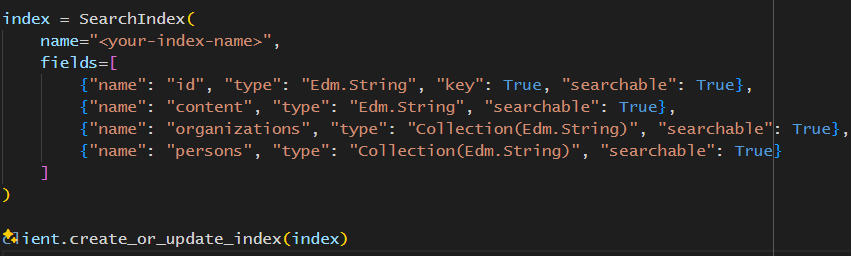 index = SearchIndex(
    name="<your-index-name>",
    fields=[
        {"name": "id", "type": "Edm.String", "key": True, "searchable": True},
        {"name": "content", "type": "Edm.String", "searchable": True},
        {"name": "organizations", "type": "Collection(Edm.String)", "searchable": True},
        {"name": "persons", "type": "Collection(Edm.String)", "searchable": True}
    ]
)
client.create_or_update_index(index)